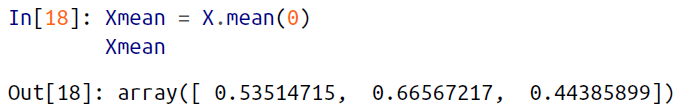 In[18]: Xmean = X.mean(0)
Xmean
Out[18]: array([ 0.53514715,  0.66567217,  0.44385899])